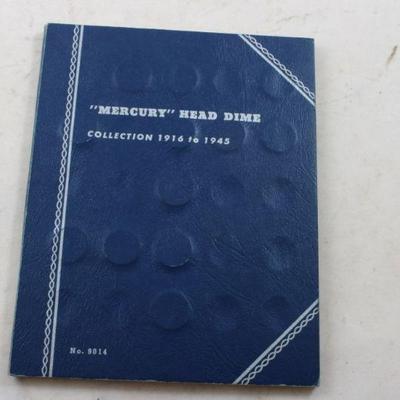 "MERCURY" HEAD DIME
COLLECTION 1916 to 1945
No. 9014